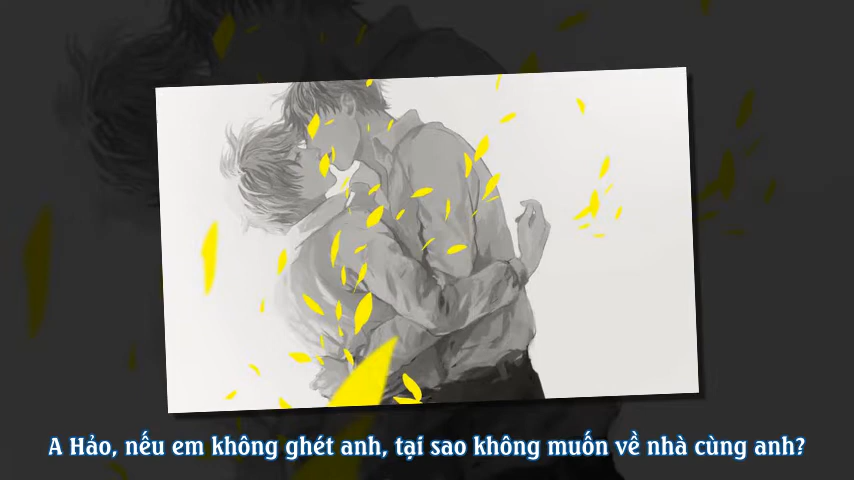 A Hảo, nếu em không ghét anh, tại sao không muốn về nhà cùng anh?